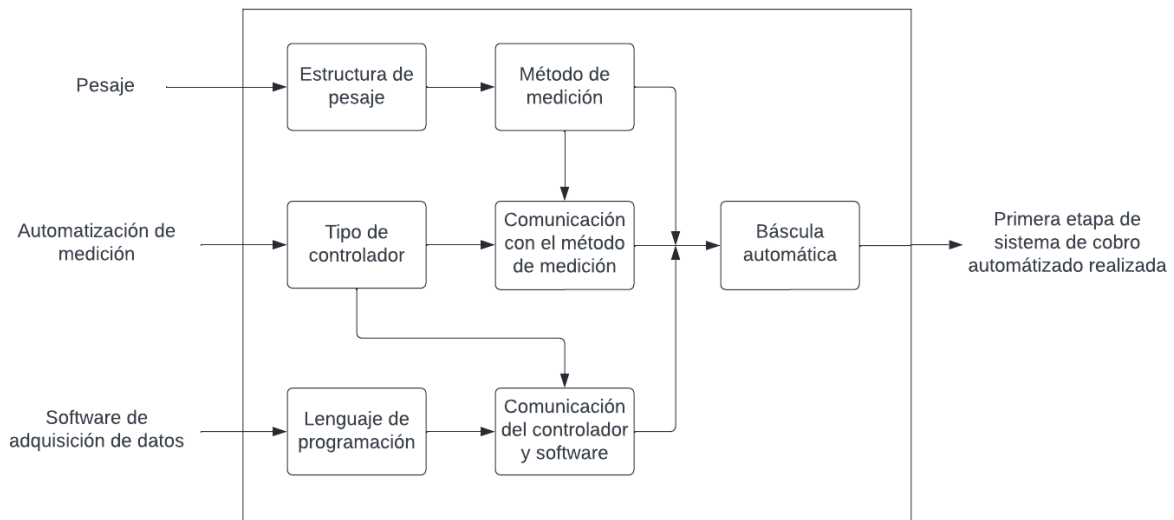 Pesaje
Estructura de
pesaje
Método de
medición
Automatización de
medición
Tipo de
controlador
Comunicación
con el método
de medición
Báscula
automática
Primera etapa de
sistema de cobro
automátizado realizada
Software de
adquisición de datos
Lenguaje de
programación
Comunicación
del controlador
y software